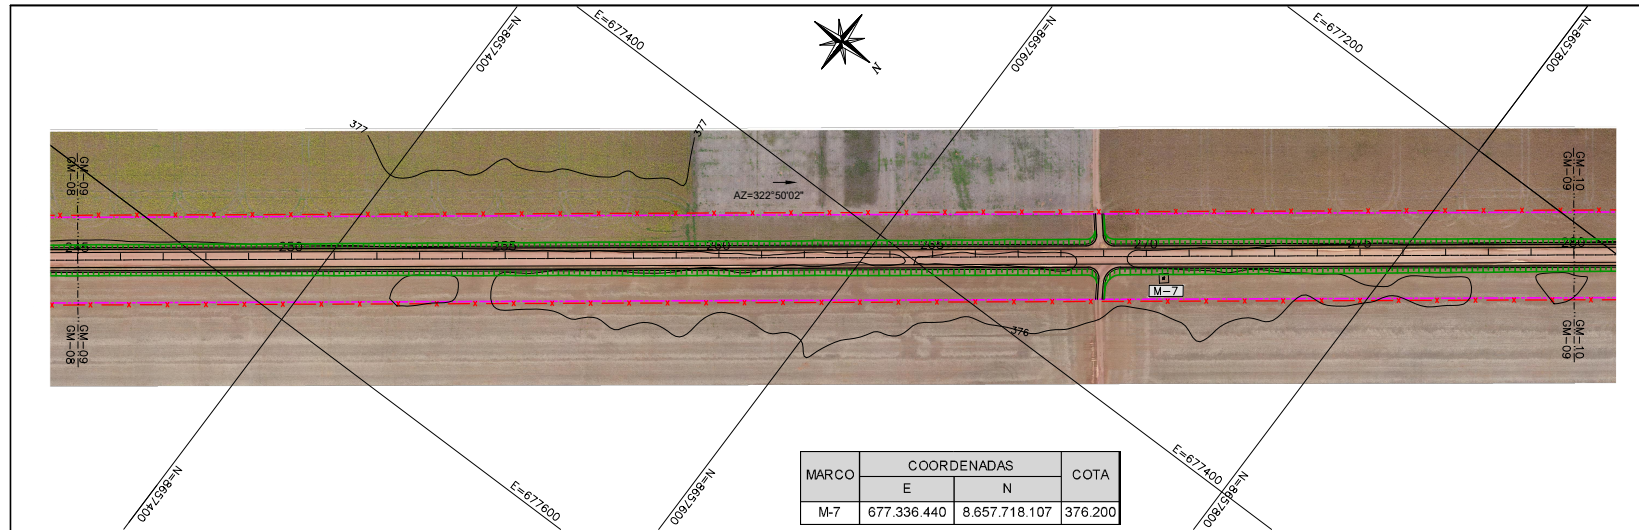 N=8657400
E=677400
N=8657600
E=677200
N=8657800
N
377
377
AZ=322°50'02"
GM-09
GM-08
GM-10
GM-09
245
250
255
260
265
270
275
280
M-7
376
GM-09
GM-08
GM-10
GM-09
N=8657400
E=677600
N=8657600
E=677400
N=8657800
MARCO COORDENADAS COTA
E N
M-7 677.336.440 8.657.718.107 376.200